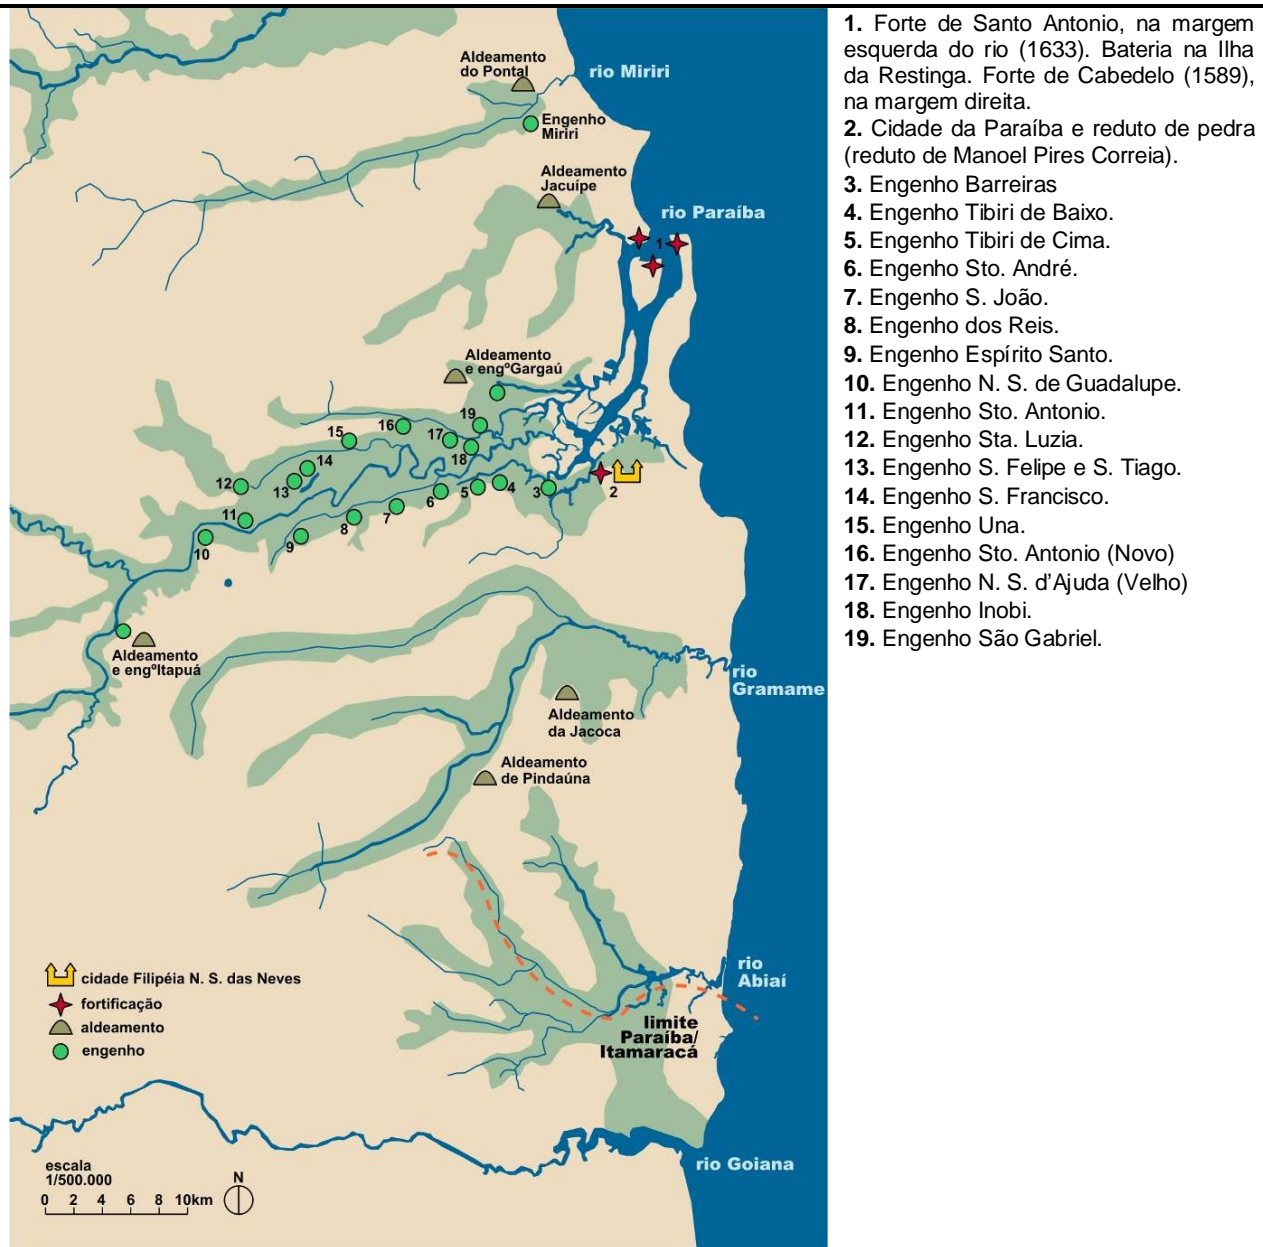 Aldeamento
do Pontal
rio Miriri
Engenho
Miriri
Aldeamento
Jacuípe
rio Paraíba
1
Aldeamento
e engºGargaú
19
16
17
15
18
14
13
12
4
5
6
3
2
11
7
8
10
9
Aldeamento
e engºItapuá
rio
Gramame
Aldeamento
da Jacoca
Aldeamento
de Pindaúna
rio
Abiaí
limite
Paraíba/
Itamaracá
cidade Filipéia N. S. das Neves
fortificação
aldeamento
engenho
rio Goiana
escala
1/500.000
0 2 4 6 8 10km
N
1. Forte de Santo Antonio, na margem
esquerda do rio (1633). Bateria na Ilha
da Restinga. Forte de Cabedelo (1589),
na margem direita.
2. Cidade da Paraíba e reduto de pedra
(reduto de Manoel Pires Correia).
3. Engenho Barreiras
4. Engenho Tibiri de Baixo.
5. Engenho Tibiri de Cima.
6. Engenho Sto. André.
7. Engenho S. João.
8. Engenho dos Reis.
9. Engenho Espírito Santo.
10. Engenho N. S. de Guadalupe.
11. Engenho Sto. Antonio.
12. Engenho Sta. Luzia.
13. Engenho S. Felipe e S. Tiago.
14. Engenho S. Francisco.
15. Engenho Una.
16. Engenho Sto. Antonio (Novo)
17. Engenho N. S. d’Ajuda (Velho)
18. Engenho Inobi.
19. Engenho São Gabriel.